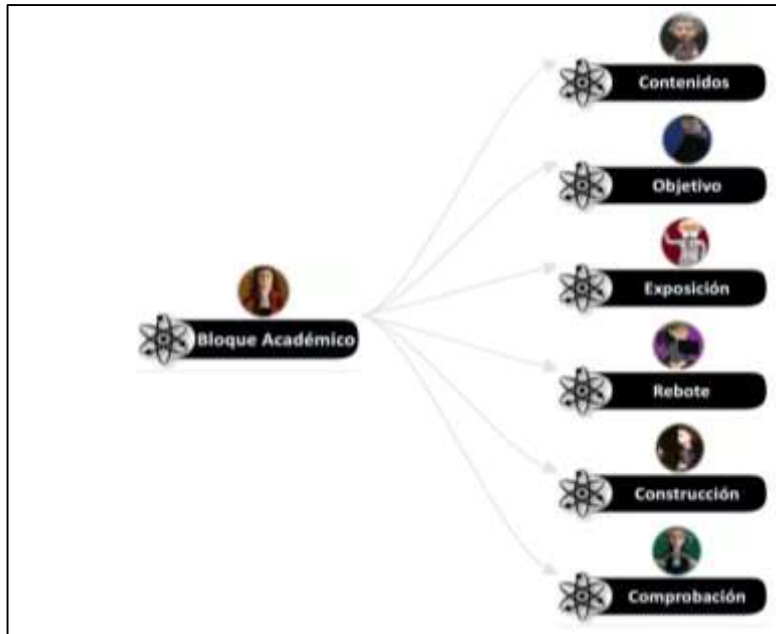 Contenidos
Objetivo
Exposición
Bloque Académico
Rebote
Construcción
Comprobación